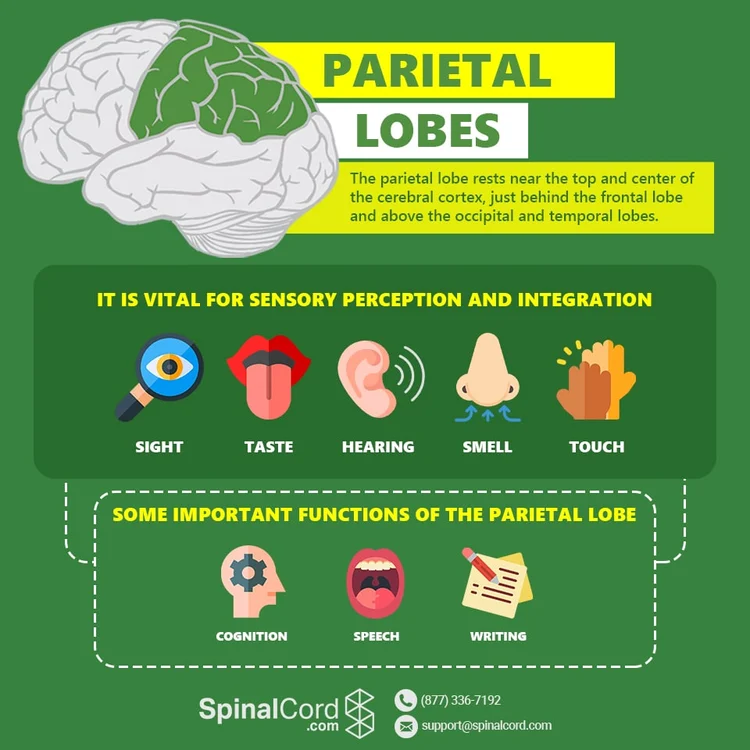 PARIETAL
LOBES
The parietal lobe rests near the top and center of
the cerebral cortex, just behind the frontal lobe
and above the occipital and temporal lobes.
IT IS VITAL FOR SENSORY PERCEPTION AND INTEGRATION
SIGHT
TASTE
HEARING
SMELL
TOUCH
SOME IMPORTANT FUNCTIONS OF THE PARIETAL LOBE
COGNITION
SPEECH
WRITING
SpinalCord
.com
(877) 336-7192
support@spinalcord.com